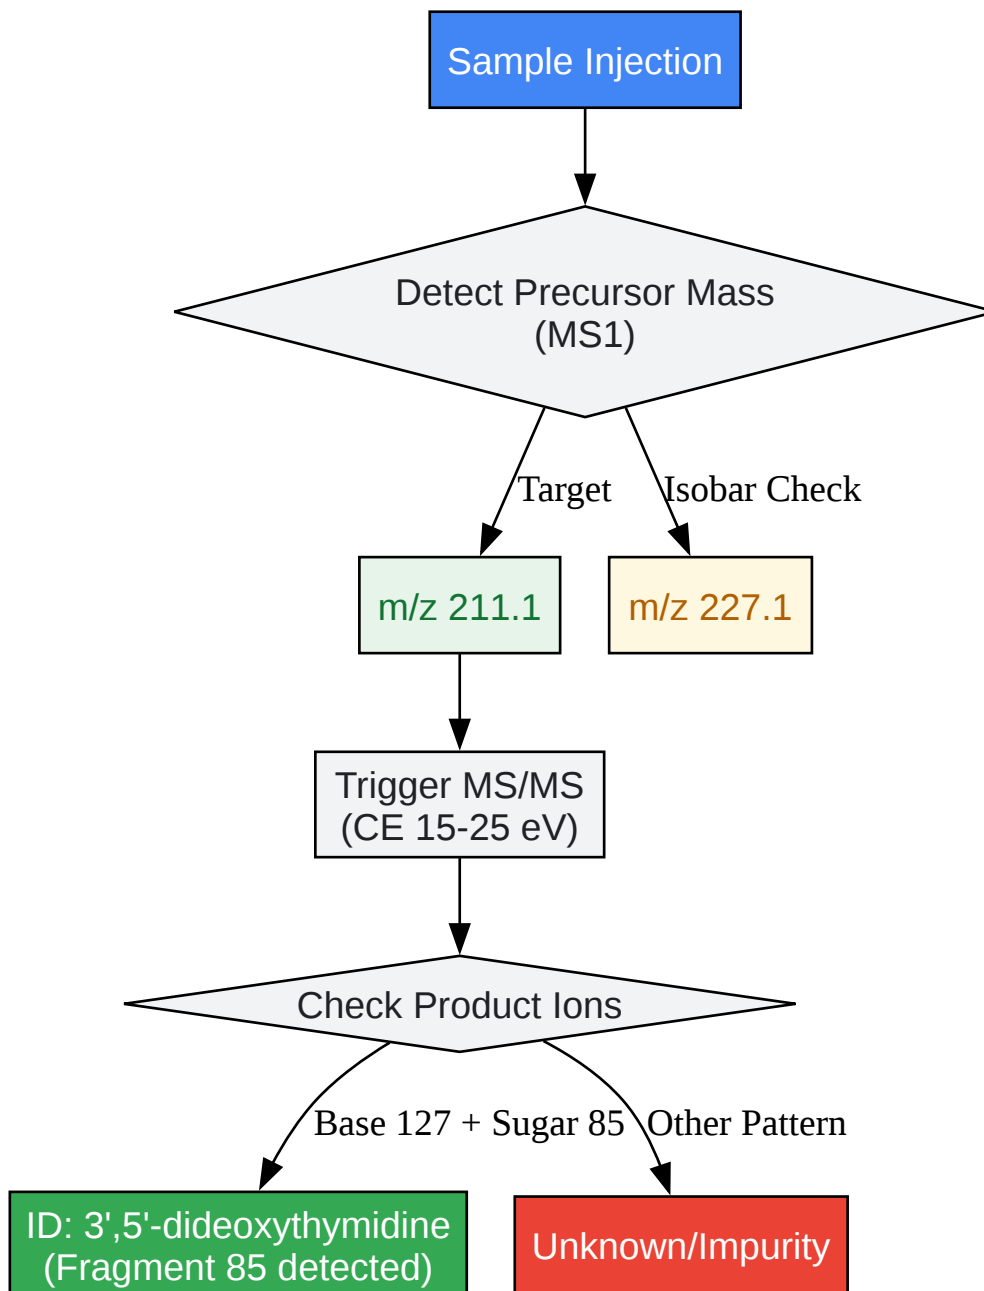 Sample Injection
Detect Precursor Mass
(MS1)
Target
Isobar Check
m/z 211.1
m/z 227.1
Trigger MS/MS
(CE 15-25 eV)
Check Product Ions
Base 127 + Sugar 85
Other Pattern
ID: 3',5'-dideoxythymidine
(Fragment 85 detected)
Unknown/Impurity